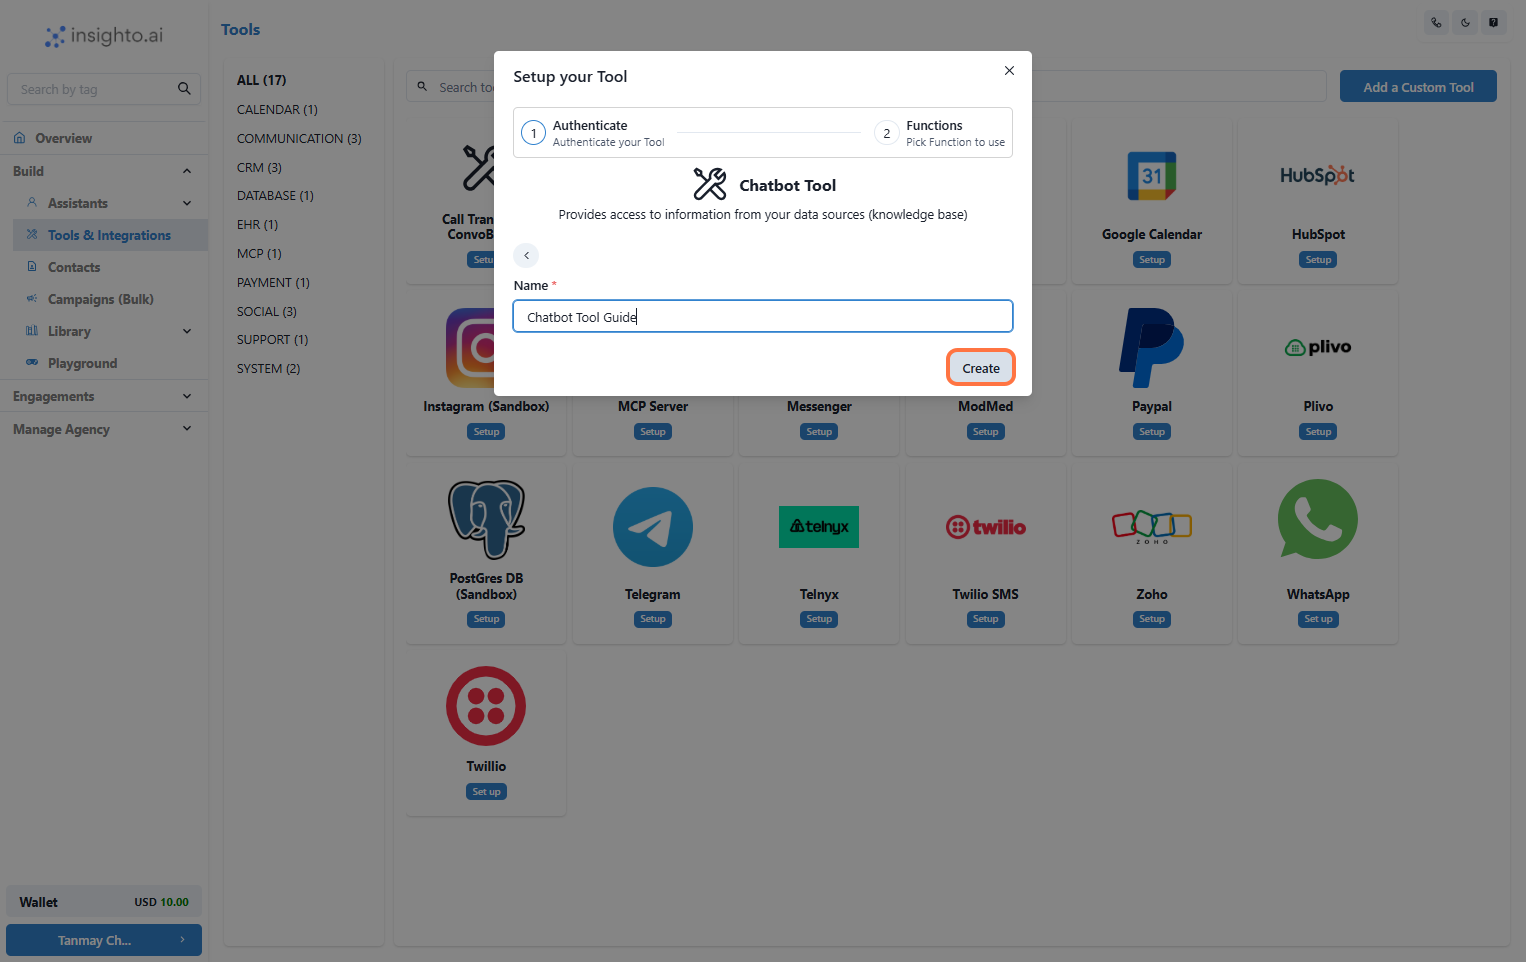 insighto.ai
Search by tag
Overview
Build
Assistants
Tools & Integrations
Contacts
Campaigns (Bulk)
Library
Playground
Engagements
Manage Agency
Wallet
USD 10.00
Tanmay Ch...
Tools
ALL (17)
CALENDAR (1)
COMMUNICATION (3)
CRM (3)
DATABASE (1)
EHR (1)
MCP (1)
PAYMENT (1)
SOCIAL (3)
SUPPORT (1)
SYSTEM (2)
Search too
Add a Custom Tool
Setup your Tool
1
Authenticate
Authenticate your Tool
2
Functions
Pick Function to use
Chatbot Tool
Provides access to information from your data sources (knowledge base)
Name *
Chatbot Tool Guide
Create
Call Tran
ConvoB
Setu
31
Google Calendar
Setup
HubSpot
HubSpot
Setup
Instagram (Sandbox)
Setup
MCP Server
Setup
Messenger
Setup
ModMed
Setup
Paypal
Setup
plivo
Plivo
Setup
PostGres DB
(Sandbox)
Setup
Telegram
Setup
telnyx
Telnyx
Setup
twilio
Twilio SMS
Setup
ZOHO
Zoho
Setup
WhatsApp
Set up
Twillio
Set up